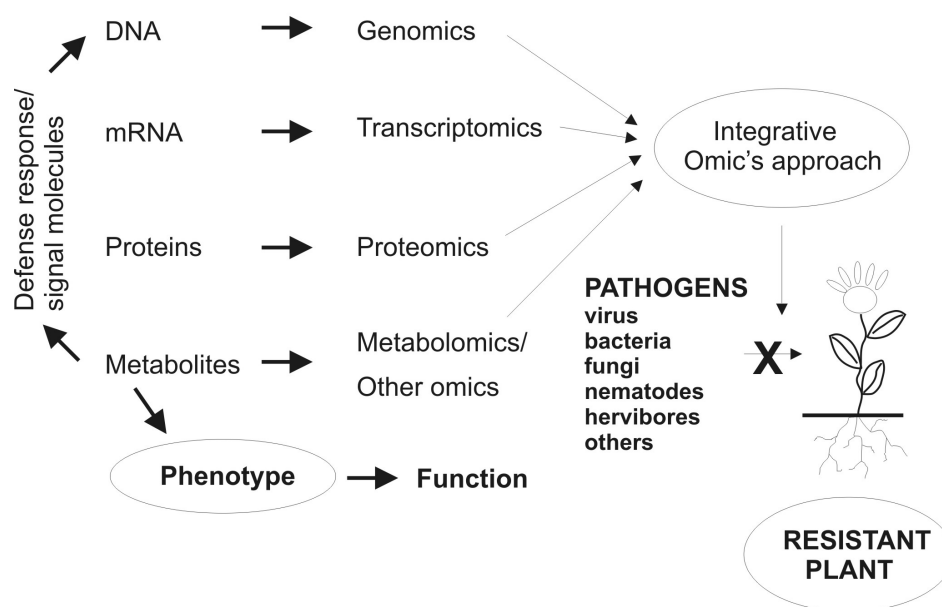 Defense response/
signal molecules
DNA
Genomics
mRNA
Transcriptomics
Proteins
Proteomics
Metabolites
Metabolomics/
Other omics
Phenotype
Function
Integrative
Omic's approach
PATHOGENS
virus
bacteria
fungi
nematodes
hervibores
others
X
RESISTANT
PLANT